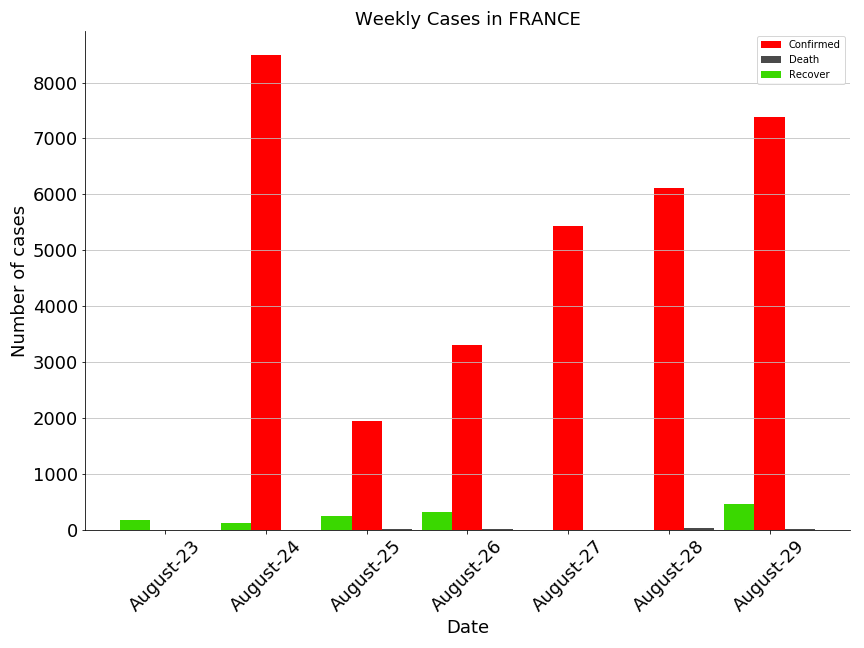 Weekly Cases in FRANCE
Confirmed
Death
Recover
Number of cases
8000
7000
6000
5000
4000
3000
2000
1000
0
August-23
August-24
August-25
August-26
August-27
August-28
August-29
Date